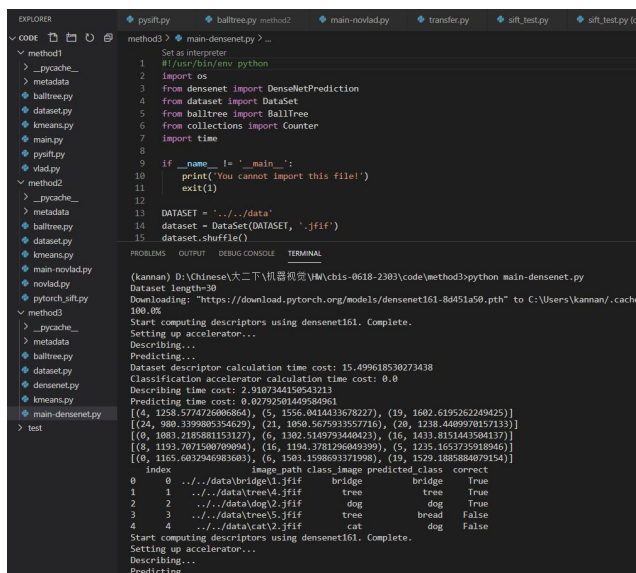 EXPLORER
CODE
method1
__pycache__
metadata
balltree.py
dataset.py
kmeans.py
main.py
pysift.py
vlad.py
method2
__pycache__
metadata
balltree.py
dataset.py
kmeans.py
main-novlad.py
novlad.py
pytorch_sift.py
method3
__pycache__
metadata
balltree.py
dataset.py
densenet.py
kmeans.py
main-densenet.py
test
pysift.py balltree.py method2 main-novlad.py transfer.py sift_test.py sift_test.py (
method3 > main-densenet.py > ...
Set as interpreter
1 #!/usr/bin/env python
2 import os
3 from densenet import DenseNetPrediction
4 from dataset import DataSet
5 from balltree import BallTree
6 from collections import Counter
7 import time
8
9 if __name__ != '__main__':
10 print('You cannot import this file!')
11 exit(1)
12
13 DATASET = '../../data'
14 dataset = DataSet(DATASET, '.jfif')
15 dataset.shuffle()
PROBLEMS OUTPUT DEBUG CONSOLE TERMINAL
(kannan) D:\Chinese\大二下\机器视觉\HW\cbis-0618-2303\code\method3>python main-densenet.py
Dataset length=30
Downloading: "https://download.pytorch.org/models/densenet161-8d451a50.pth" to C:\Users\kannan/.cache
100.0%
Start computing descriptors using densenet161. Complete.
Setting up accelerator...
Describing...
Predicting...
Dataset descriptor calculation time cost: 15.499618530273438
Classification accelerator calculation time cost: 0.0
Describing time cost: 2.9107344150543213
Predicting time cost: 0.02792501449584961
[(4, 1258.5774726006864), (5, 1556.0414433678227), (19, 1602.6195262249425)]
[(24, 980.3399805354629), (21, 1050.5675933557716), (20, 1238.4409970157133)]
[(0, 1083.2185881153127), (6, 1302.5149793440423), (16, 1433.8151443504137)]
[(8, 1193.7071500709094), (16, 1194.3781296049399), (5, 1235.1653735918946)]
[(0, 1165.6032946983603), (6, 1503.1598693371998), (19, 1529.1885884079154)]
index image_path class_image predicted_class correct
0 0 ../../data\bridge\1.jfif bridge bridge True
1 1 ../../data\tree\4.jfif tree tree True
2 2 ../../data\dog\2.jfif dog dog True
3 3 ../../data\tree\5.jfif tree bread False
4 4 ../../data\cat\2.jfif cat dog False
Start computing descriptors using densenet161. Complete.
Setting up accelerator...
Describing...
Predicting...